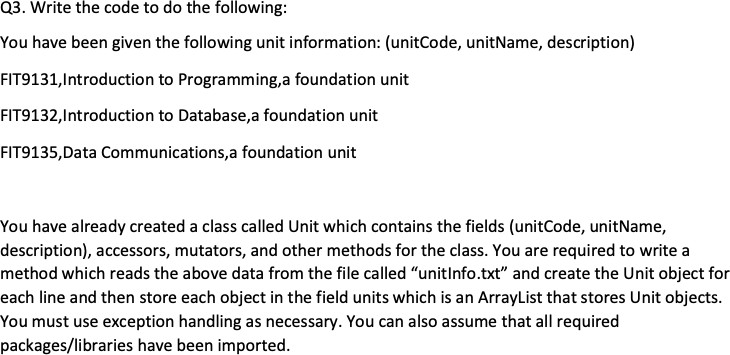 Q3. Write the code to do the following:
You have been given the following unit information: (unitCode, unitName, description)
FIT9131,Introduction to Programming,a foundation unit
FIT9132,Introduction to Database,a foundation unit
FIT9135,Data Communications,a foundation unit
You have already created a class called Unit which contains the fields (unitCode, unitName,
description), accessors, mutators, and other methods for the class. You are required to write a
method which reads the above data from the file called “unitInfo.txt” and create the Unit object for
each line and then store each object in the field units which is an ArrayList that stores Unit objects.
You must use exception handling as necessary. You can also assume that all required
packages/libraries have been imported.